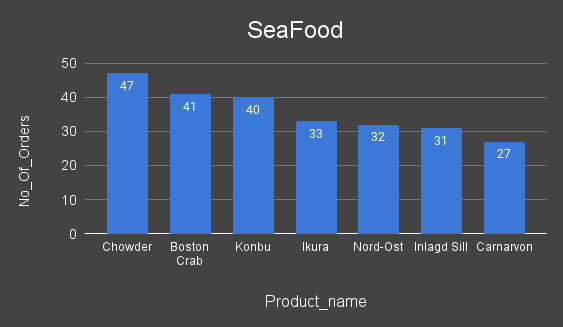 SeaFood
No_Of_Orders
50
40
30
20
10
0
47
41
40
33
32
31
27
Chowder
Boston
Crab
Konbu
Ikura
Nord-Ost
Inlagd Sill
Carnarvon
Product_name